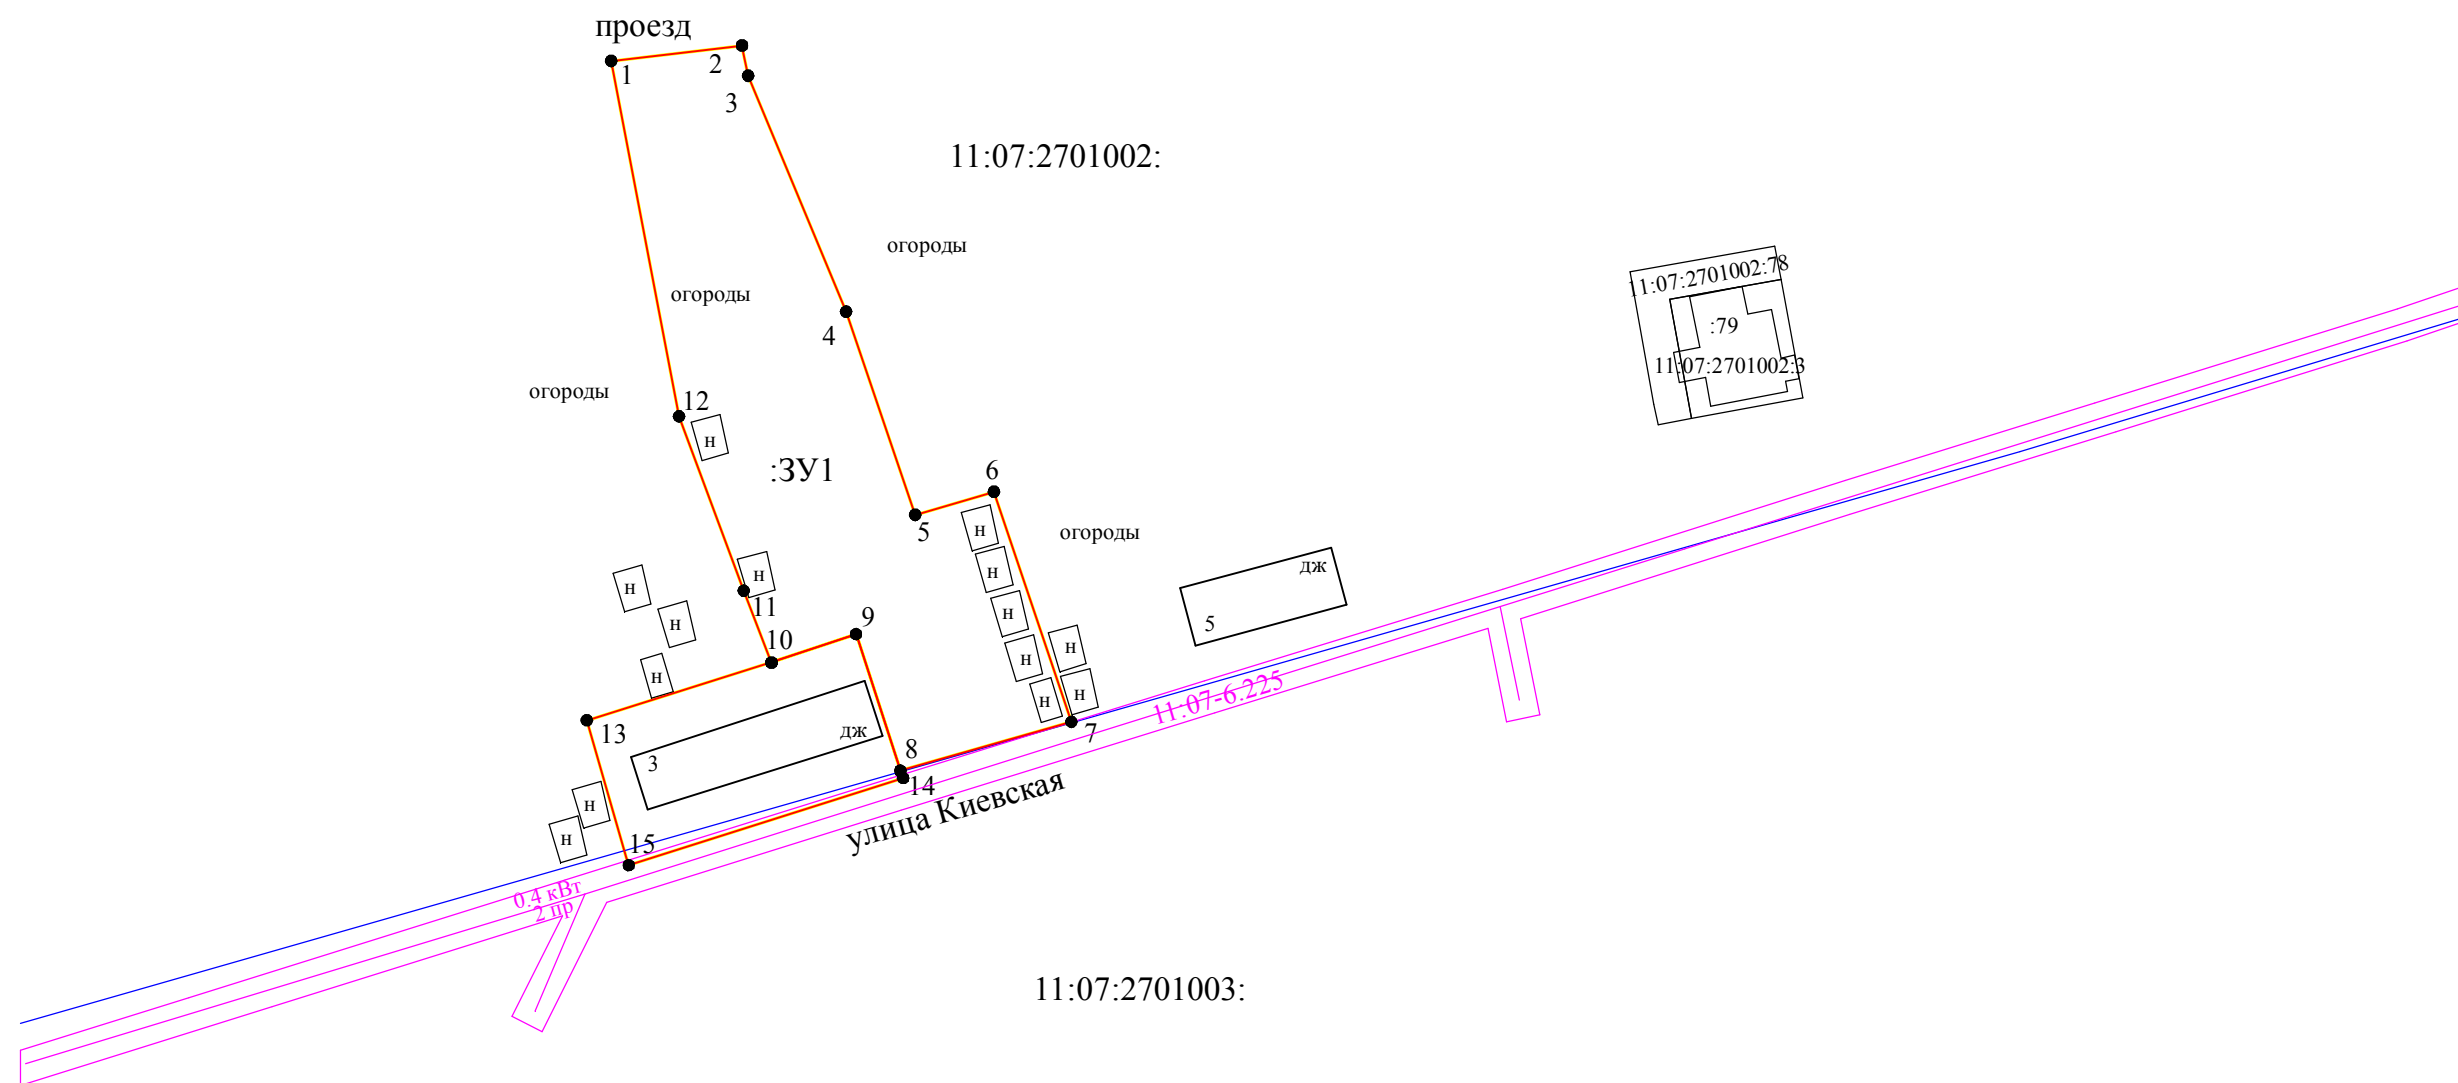 проезд
1
2
3
11:07:2701002:
огороды
11:07:2701002:78
огороды
:79
4
11:07:2701002:3
огороды
12
н
:ЗУ1
6
5
н
огороды
н
дж
н
н
11
н
9
5
н
н
10
н
н
н
н
н
13
дж
7
11:07-6.225
3
8
14
н
улица Киевская
н
15
0.4 кВт
2 пр
11:07:2701003: